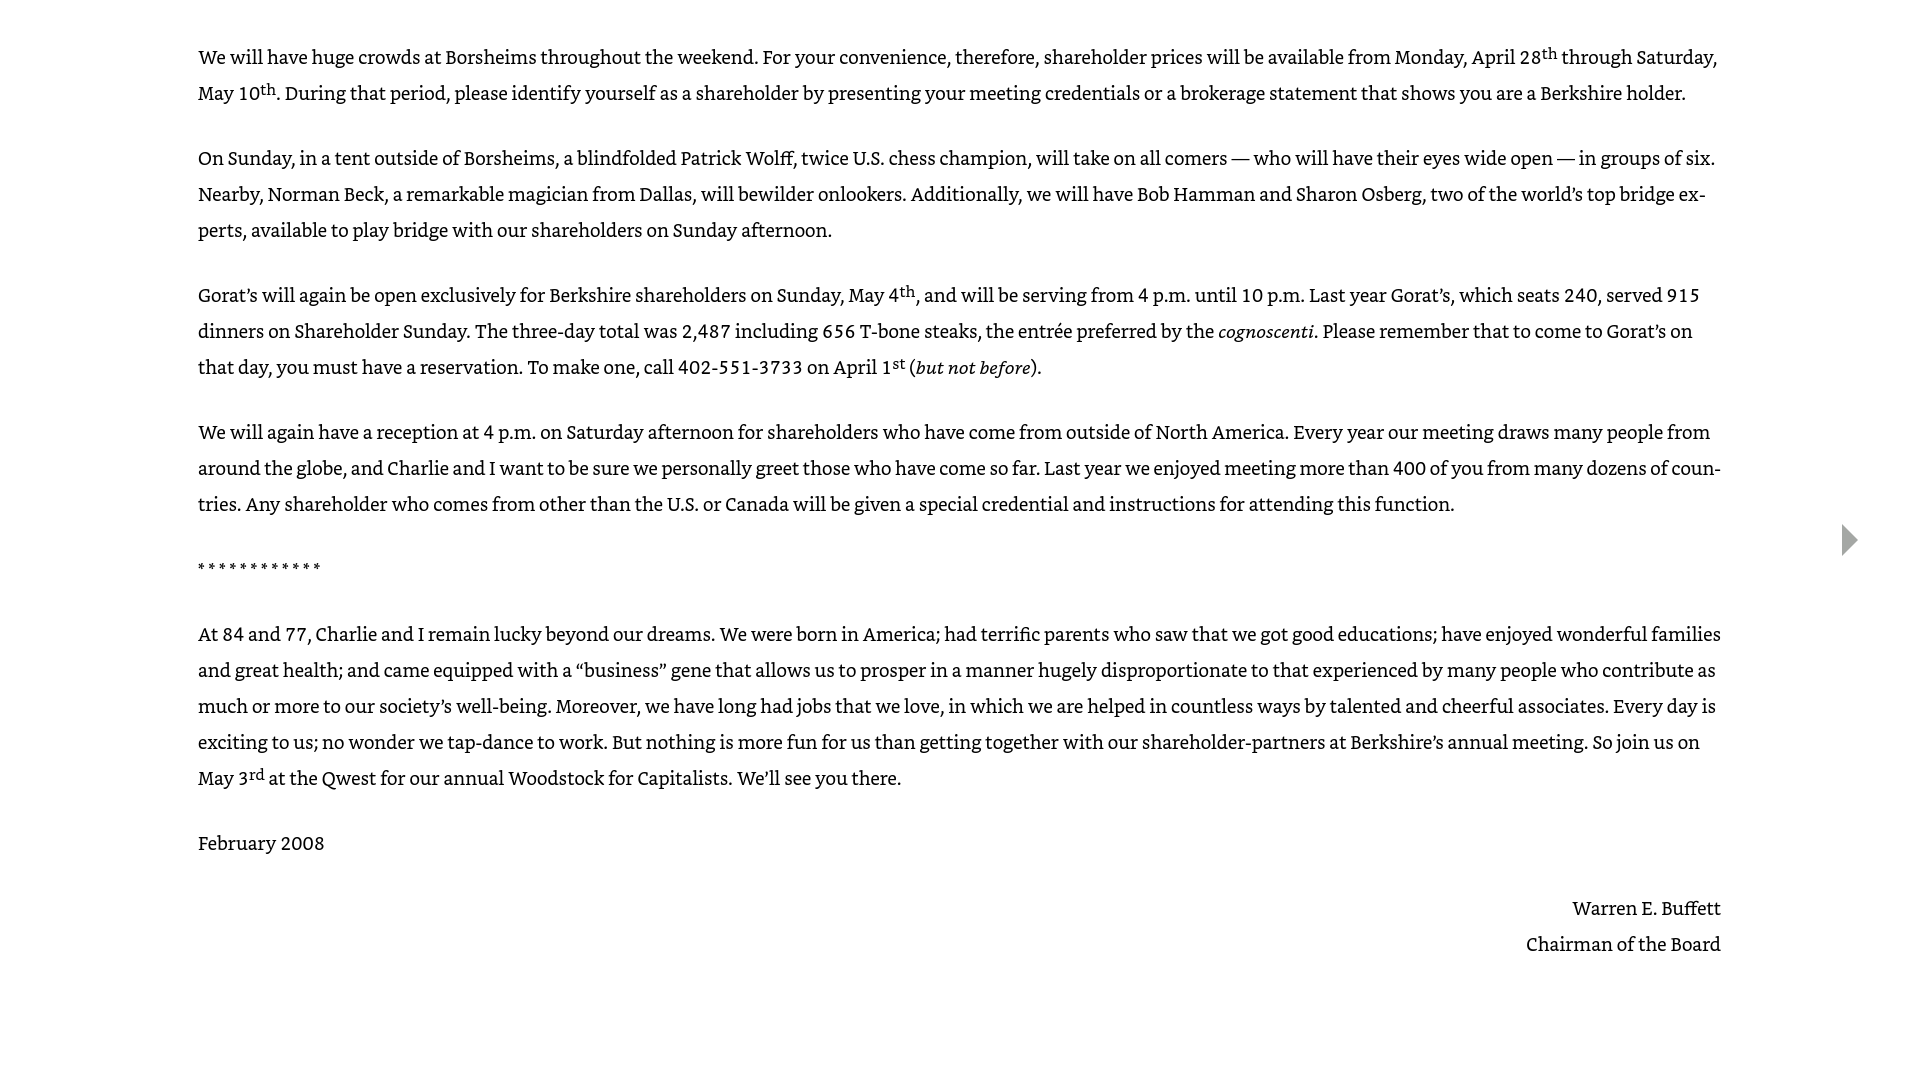 We will have huge crowds at Borsheims throughout the weekend. For your convenience, therefore, shareholder prices will be available from Monday, April 28th through Saturday,
May 10th. During that period, please identify yourself as a shareholder by presenting your meeting credentials or a brokerage statement that shows you are a Berkshire holder.
On Sunday, in a tent outside of Borsheims, a blindfolded Patrick Wolff, twice U.S. chess champion, will take on all comers — who will have their eyes wide open — in groups of six.
Nearby, Norman Beck, a remarkable magician from Dallas, will bewilder onlookers. Additionally, we will have Bob Hamman and Sharon Osberg, two of the world’s top bridge ex-
perts, available to play bridge with our shareholders on Sunday afternoon.
Gorat’s will again be open exclusively for Berkshire shareholders on Sunday, May 4th, and will be serving from 4 p.m. until 10 p.m. Last year Gorat’s, which seats 240, served 915
dinners on Shareholder Sunday. The three-day total was 2,487 including 656 T-bone steaks, the entrée preferred by the cognoscenti. Please remember that to come to Gorat’s on
that day, you must have a reservation. To make one, call 402-551-3733 on April 1st (but not before).
We will again have a reception at 4 p.m. on Saturday afternoon for shareholders who have come from outside of North America. Every year our meeting draws many people from
around the globe, and Charlie and I want to be sure we personally greet those who have come so far. Last year we enjoyed meeting more than 400 of you from many dozens of coun-
tries. Any shareholder who comes from other than the U.S. or Canada will be given a special credential and instructions for attending this function.
* * * * * * * * * * * *
At 84 and 77, Charlie and I remain lucky beyond our dreams. We were born in America; had terrific parents who saw that we got good educations; have enjoyed wonderful families
and great health; and came equipped with a “business” gene that allows us to prosper in a manner hugely disproportionate to that experienced by many people who contribute as
much or more to our society’s well-being. Moreover, we have long had jobs that we love, in which we are helped in countless ways by talented and cheerful associates. Every day is
exciting to us; no wonder we tap-dance to work. But nothing is more fun for us than getting together with our shareholder-partners at Berkshire’s annual meeting. So join us on
May 3rd at the Qwest for our annual Woodstock for Capitalists. We’ll see you there.
February 2008
Warren E. Buffett
Chairman of the Board